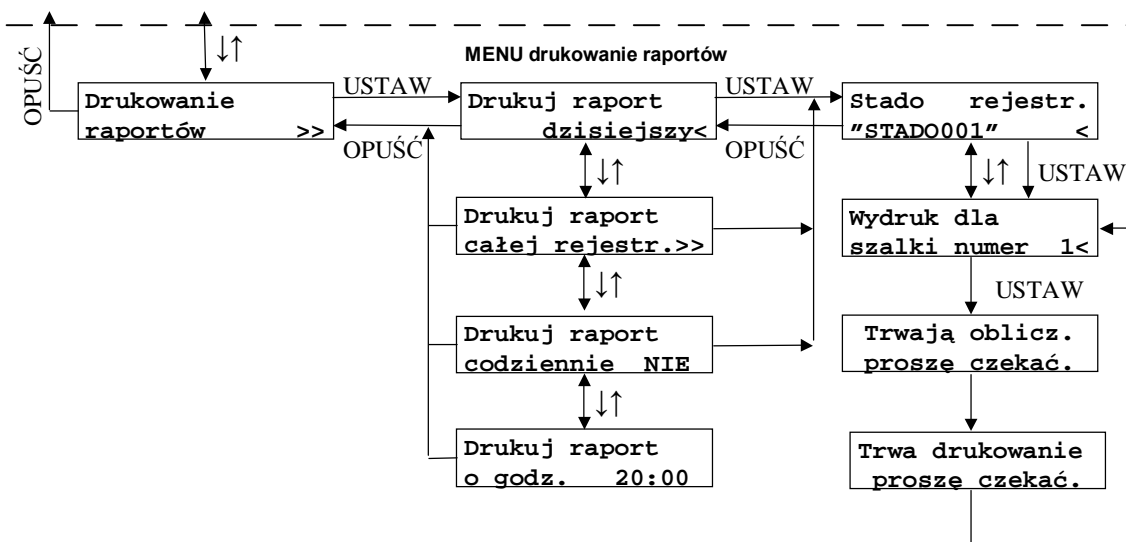 MENU drukowanie raportów
OPUŚĆ
↓↑
Drukowanie
raportów >>
USTAW
OPUŚĆ
Drukuj raport
dzisiejszy<
USTAW
OPUŚĆ
Stado rejestr.
"STADO001" <
↓↑
↓↑
USTAW
Drukuj raport
całej rejestr.>>
Wydruk dla
szalki numer 1<
↓↑
USTAW
Drukuj raport
codziennie NIE
Trwają oblicz.
proszę czekać.
↓↑
Drukuj raport
o godz. 20:00
Trwa drukowanie
proszę czekać.